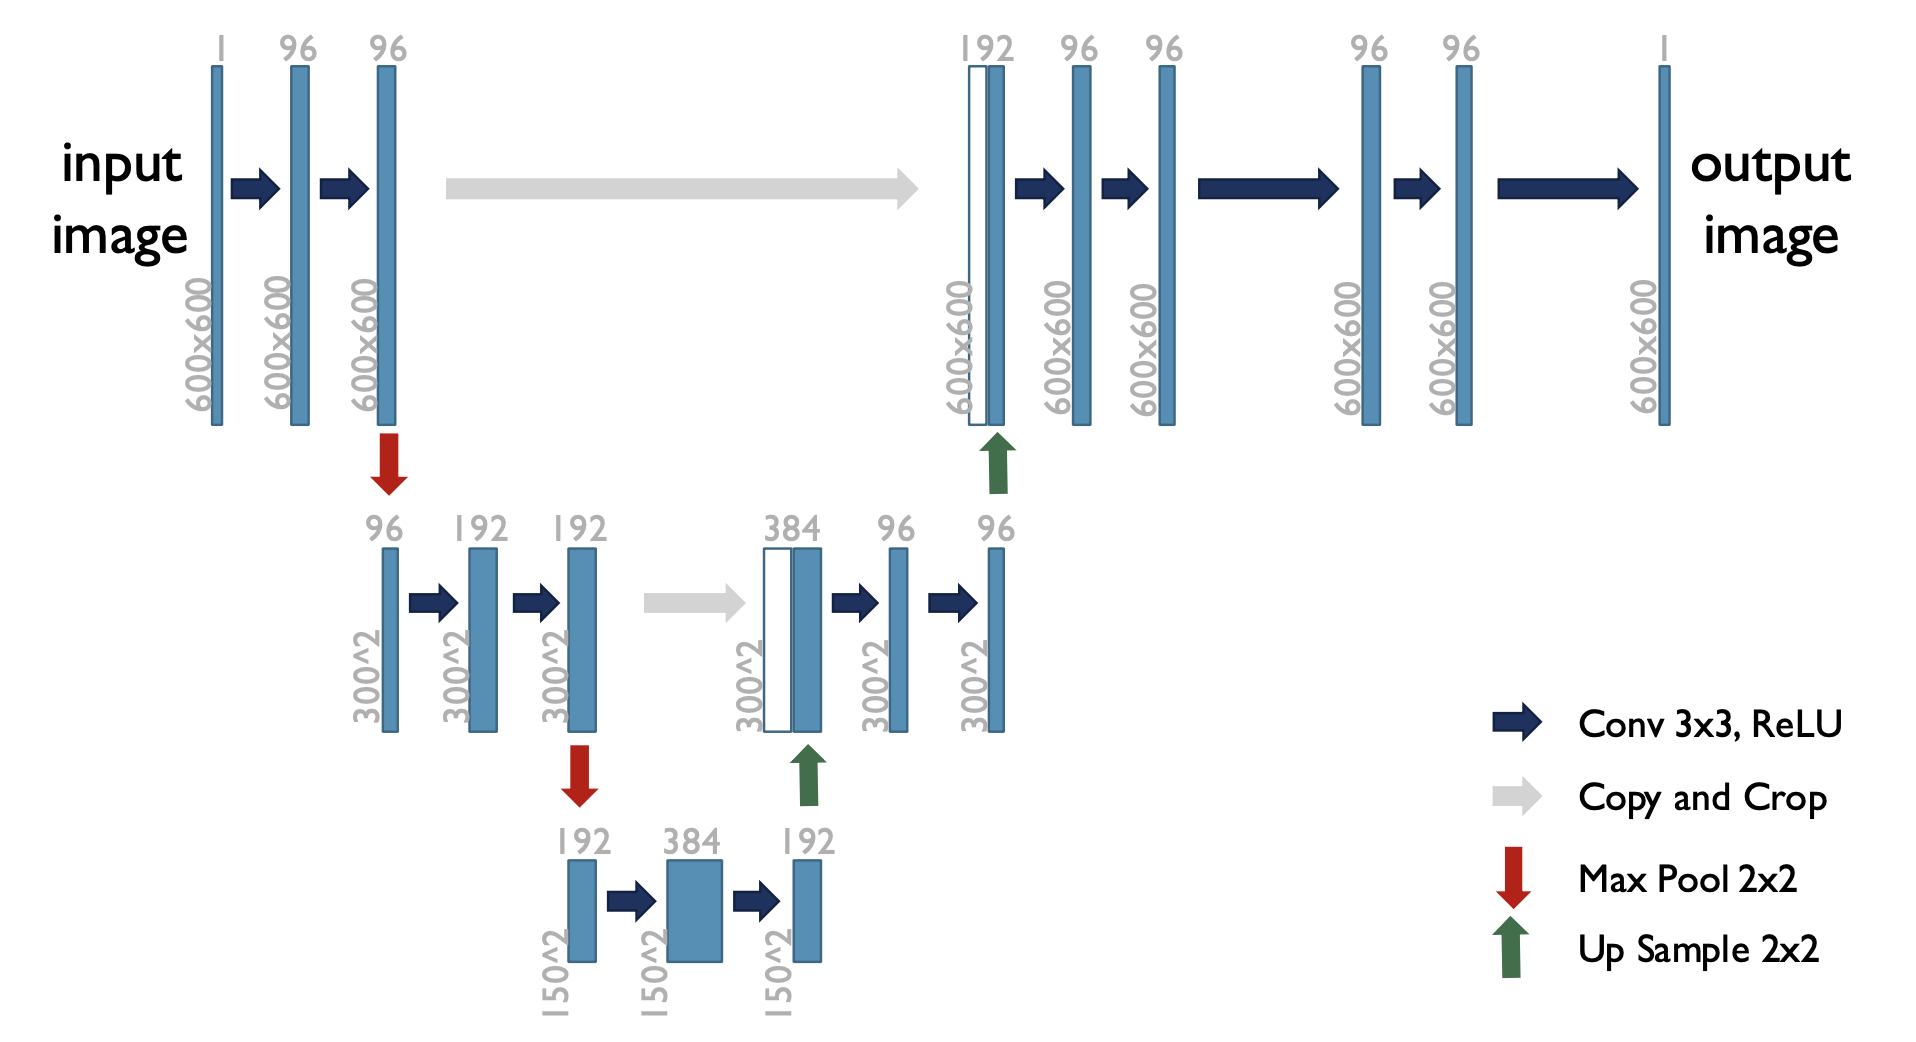 1 96 96 192 96 96 96 96 1
input
image
output
image
600x600 600x600 600x600 600x600 600x600 600x600 600x600 600x600 600x600
96 192 192 384 96 96
300^2 300^2 300^2 300^2 300^2 300^2
192 384 192
150^2 150^2 150^2
Conv 3x3, ReLU
Copy and Crop
Max Pool 2x2
Up Sample 2x2